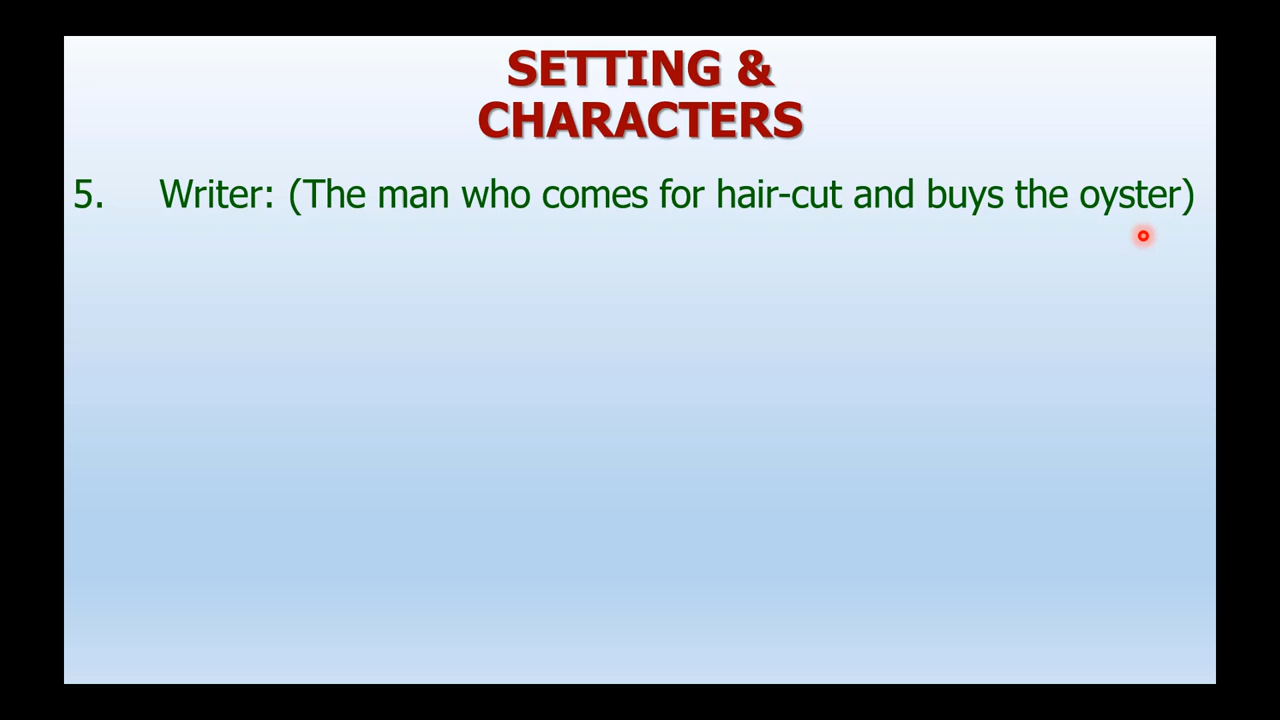 SETTING &
CHARACTERS
5. Writer: (The man who comes for hair-cut and buys the oyster)